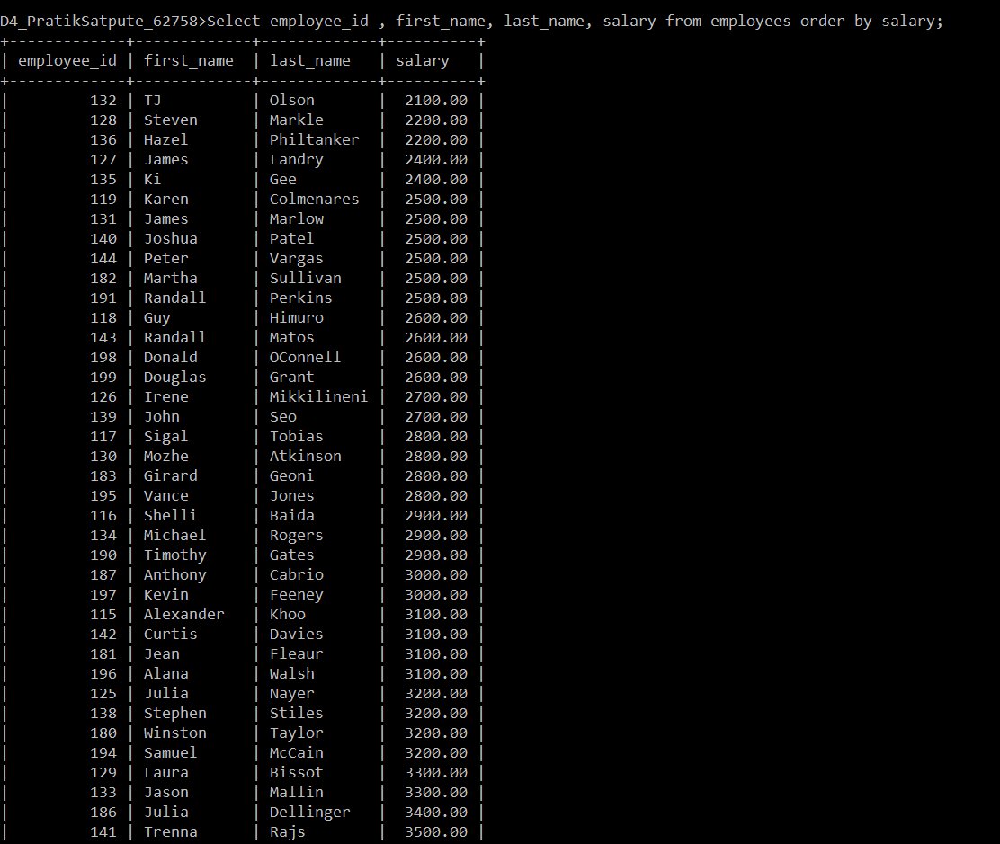 D4_PratikSatpute_62758>Select employee_id , first_name, last_name, salary from employees order by salary;
+-------------+-------------+-------------+----------+
| employee_id | first_name  | last_name   | salary   |
+-------------+-------------+-------------+----------+
|         132 | TJ          | Olson       |  2100.00 |
|         128 | Steven      | Markle      |  2200.00 |
|         136 | Hazel       | Philtanker  |  2200.00 |
|         127 | James       | Landry      |  2400.00 |
|         135 | Ki          | Gee         |  2400.00 |
|         119 | Karen       | Colmenares  |  2500.00 |
|         131 | James       | Marlow      |  2500.00 |
|         140 | Joshua      | Patel       |  2500.00 |
|         144 | Peter       | Vargas      |  2500.00 |
|         182 | Martha      | Sullivan    |  2500.00 |
|         191 | Randall     | Perkins     |  2500.00 |
|         118 | Guy         | Himuro      |  2600.00 |
|         143 | Randall     | Matos       |  2600.00 |
|         198 | Donald      | OConnell    |  2600.00 |
|         199 | Douglas     | Grant       |  2600.00 |
|         126 | Irene       | Mikkilineni |  2700.00 |
|         139 | John        | Seo         |  2700.00 |
|         117 | Sigal       | Tobias      |  2800.00 |
|         130 | Mozhe       | Atkinson    |  2800.00 |
|         183 | Girard      | Geoni       |  2800.00 |
|         195 | Vance       | Jones       |  2800.00 |
|         116 | Shelli      | Baida       |  2900.00 |
|         134 | Michael     | Rogers      |  2900.00 |
|         190 | Timothy     | Gates       |  2900.00 |
|         187 | Anthony     | Cabrio      |  3000.00 |
|         197 | Kevin       | Feeney      |  3000.00 |
|         115 | Alexander   | Khoo        |  3100.00 |
|         142 | Curtis      | Davies      |  3100.00 |
|         181 | Jean        | Fleaur      |  3100.00 |
|         196 | Alana       | Walsh       |  3100.00 |
|         125 | Julia       | Nayer       |  3200.00 |
|         138 | Stephen     | Stiles      |  3200.00 |
|         180 | Winston     | Taylor      |  3200.00 |
|         194 | Samuel      | McCain      |  3200.00 |
|         129 | Laura       | Bissot      |  3300.00 |
|         133 | Jason       | Mallin      |  3300.00 |
|         186 | Julia       | Dellinger   |  3400.00 |
|         141 | Trenna      | Rajs        |  3500.00 |